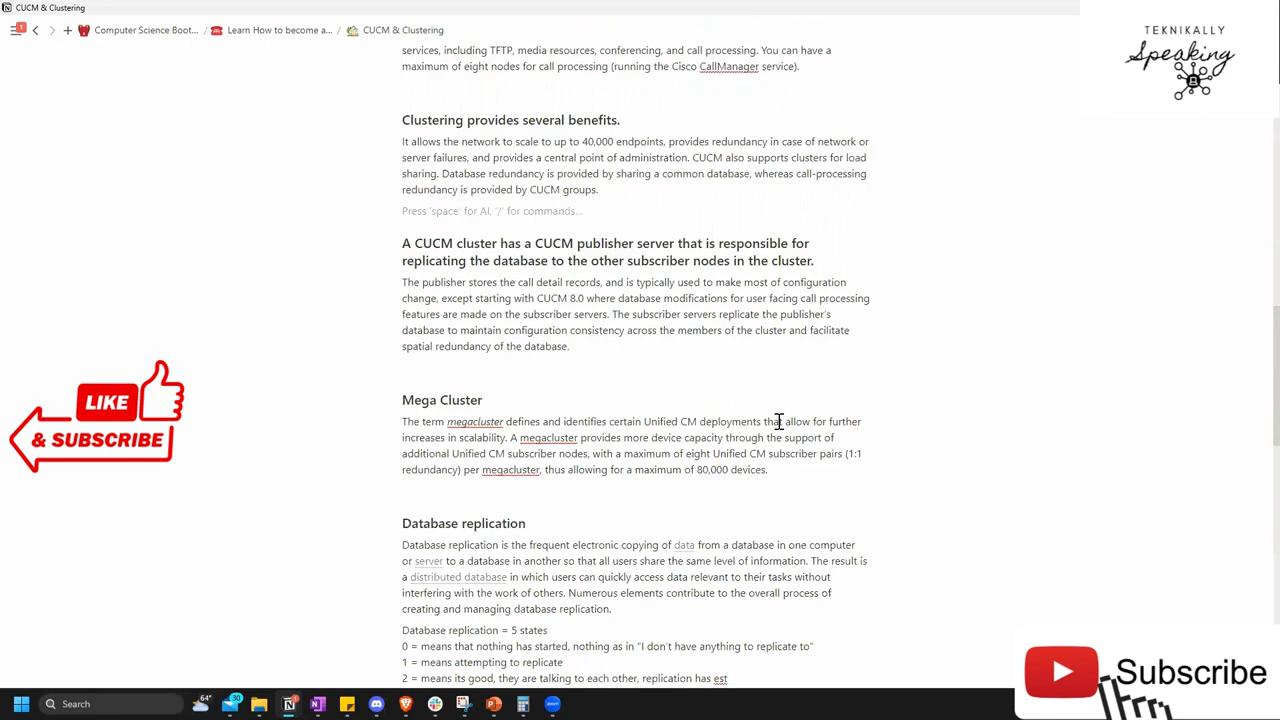 CUCM & Clustering
1
Computer Science Boot... / Learn How to become a... / CUCM & Clustering
services, including TFTP, media resources, conferencing, and call processing. You can have a
maximum of eight nodes for call processing (running the Cisco CallManager service).
TEKNIKALLY
Speaking
Clustering provides several benefits.
It allows the network to scale to up to 40,000 endpoints, provides redundancy in case of network or
server failures, and provides a central point of administration. CUCM also supports clusters for load
sharing. Database redundancy is provided by sharing a common database, whereas call-processing
redundancy is provided by CUCM groups.
Press 'space' for AI, '/' for commands...
A CUCM cluster has a CUCM publisher server that is responsible for
replicating the database to the other subscriber nodes in the cluster.
The publisher stores the call detail records, and is typically used to make most of configuration
change, except starting with CUCM 8.0 where database modifications for user facing call processing
features are made on the subscriber servers. The subscriber servers replicate the publisher's
database to maintain configuration consistency across the members of the cluster and facilitate
spatial redundancy of the database.
LIKE
& SUBSCRIBE
Mega Cluster
The term megacluster defines and identifies certain Unified CM deployments that allow for further
increases in scalability. A megacluster provides more device capacity through the support of
additional Unified CM subscriber nodes, with a maximum of eight Unified CM subscriber pairs (1:1
redundancy) per megacluster, thus allowing for a maximum of 80,000 devices.
Database replication
Database replication is the frequent electronic copying of data from a database in one computer
or server to a database in another so that all users share the same level of information. The result is
a distributed database in which users can quickly access data relevant to their tasks without
interfering with the work of others. Numerous elements contribute to the overall process of
creating and managing database replication.
Database replication = 5 states
0 = means that nothing has started, nothing as in "I don't have anything to replicate to"
1 = means attempting to replicate
2 = means its good, they are talking to each other, replication has est
Subscribe
Search
64°
30